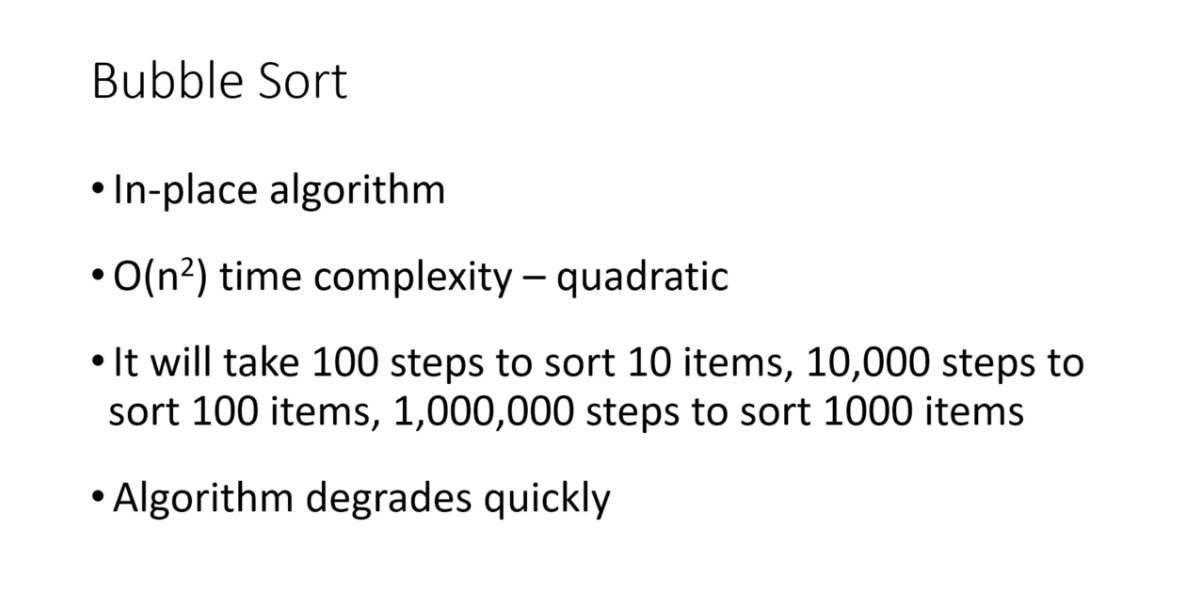 Bubble Sort
• In-place algorithm
• O(n²) time complexity – quadratic
• It will take 100 steps to sort 10 items, 10,000 steps to
sort 100 items, 1,000,000 steps to sort 1000 items
• Algorithm degrades quickly